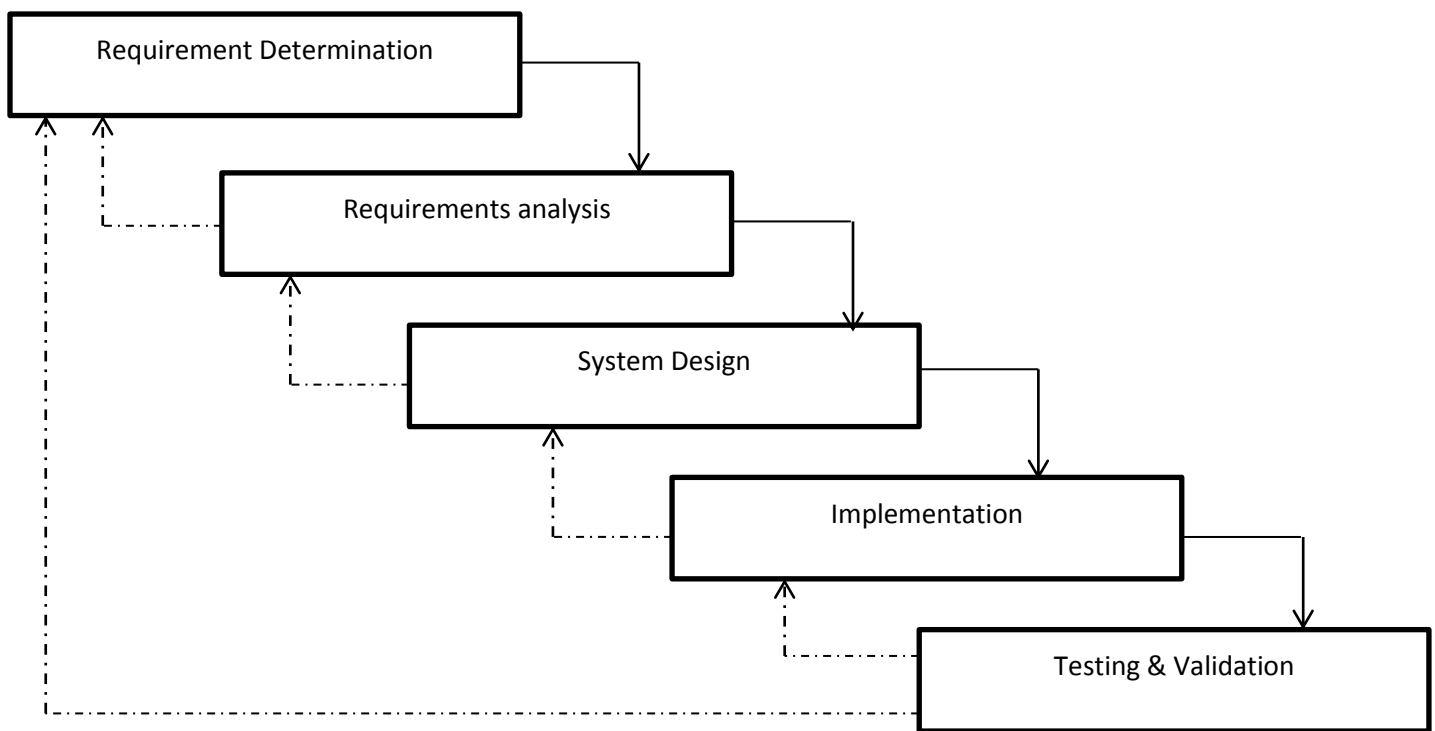 Requirement Determination
Requirements analysis
System Design
Implementation
Testing & Validation